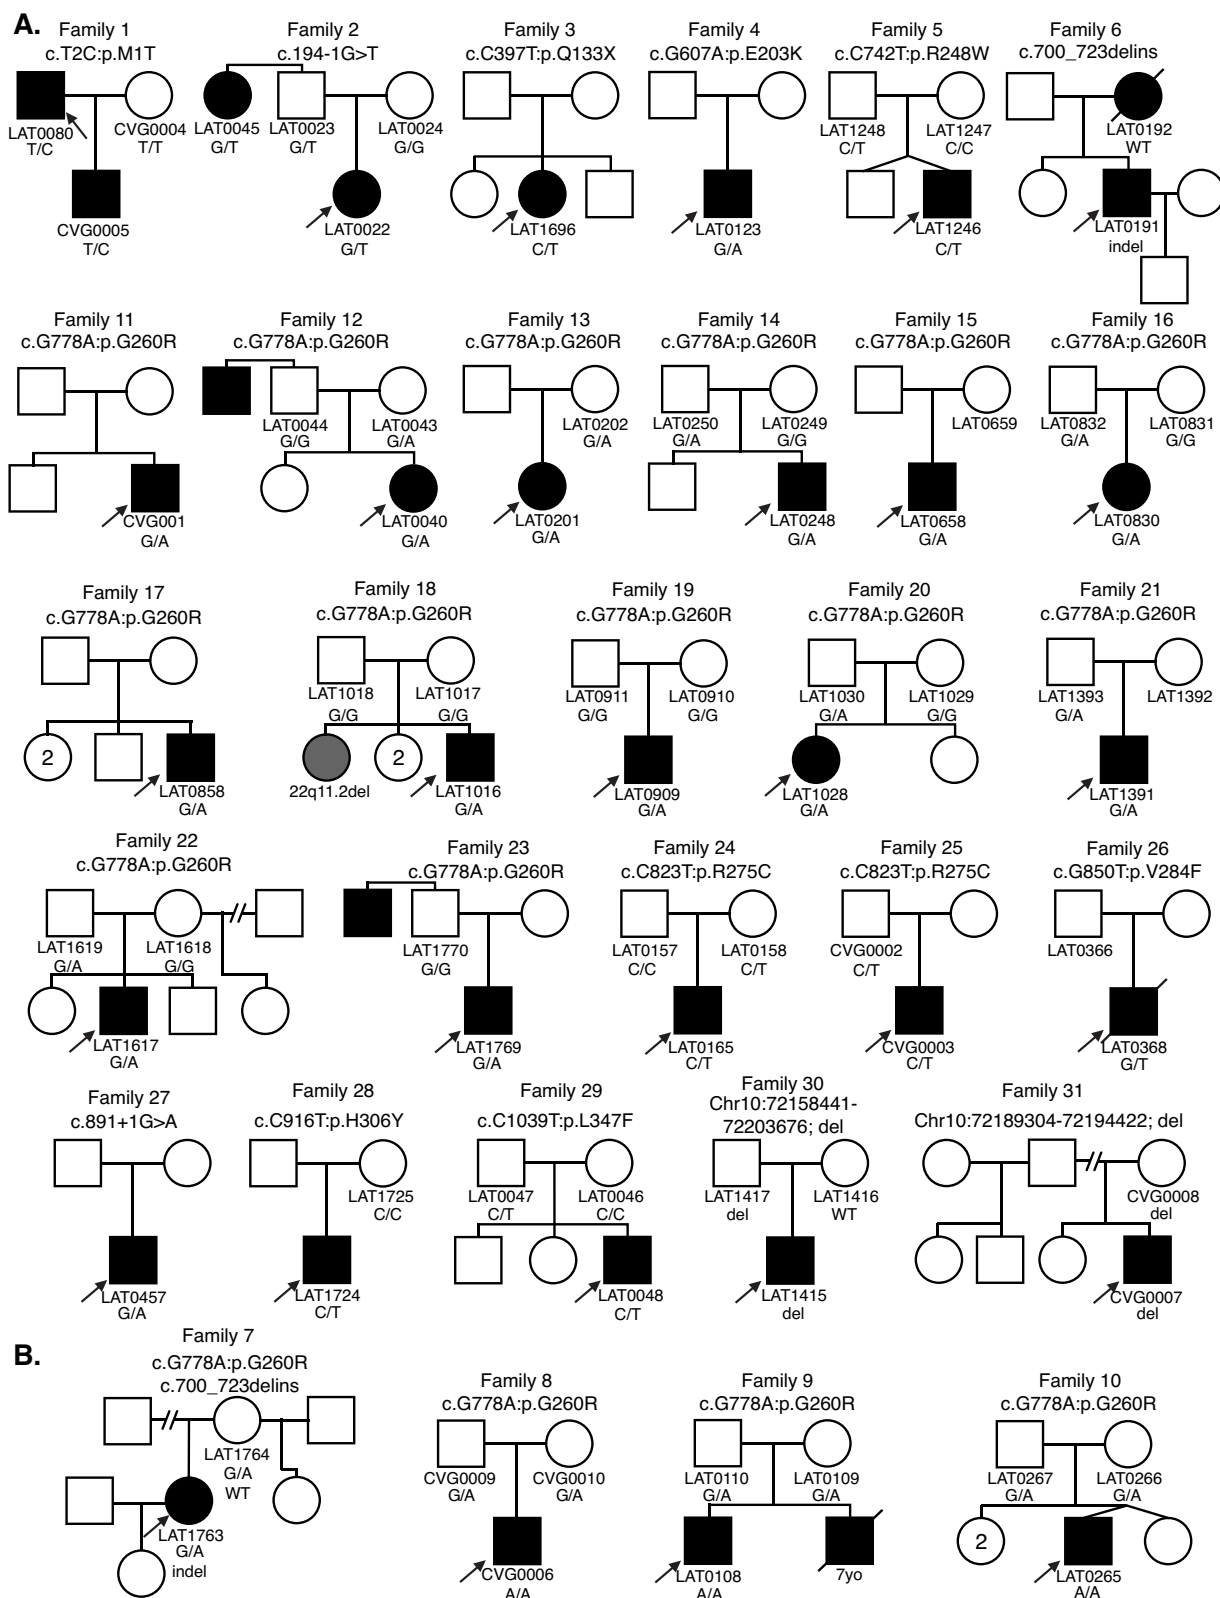 A.
Family 1
c.T2C:p.M1T
LAT0080
T/C
CVG0004
T/T
CVG0005
T/C
Family 2
c.194-1G>T
LAT0045
G/T
LAT0023
G/T
LAT0024
G/G
LAT0022
G/T
Family 3
c.C397T:p.Q133X
LAT1696
C/T
Family 4
c.G607A:p.E203K
LAT0123
G/A
Family 5
c.C742T:p.R248W
LAT1248
C/T
LAT1247
C/C
LAT1246
C/T
Family 6
c.700_723delins
LAT0192
WT
LAT0191
indel
Family 11
c.G778A:p.G260R
CVG001
G/A
Family 12
c.G778A:p.G260R
LAT0044
G/G
LAT0043
G/A
LAT0040
G/A
Family 13
c.G778A:p.G260R
LAT0202
G/A
LAT0201
G/A
Family 14
c.G778A:p.G260R
LAT0250
G/A
LAT0249
G/G
LAT0248
G/A
Family 15
c.G778A:p.G260R
LAT0659
LAT0658
G/A
Family 16
c.G778A:p.G260R
LAT0832
G/A
LAT0831
G/G
LAT0830
G/A
Family 17
c.G778A:p.G260R
2
LAT0858
G/A
Family 18
c.G778A:p.G260R
LAT1018
G/G
LAT1017
G/G
2
22q11.2del
LAT1016
G/A
Family 19
c.G778A:p.G260R
LAT0911
G/G
LAT0910
G/G
LAT0909
G/A
Family 20
c.G778A:p.G260R
LAT1030
G/A
LAT1029
G/G
LAT1028
G/A
Family 21
c.G778A:p.G260R
LAT1393
G/A
LAT1392
LAT1391
G/A
Family 22
c.G778A:p.G260R
LAT1619
G/A
LAT1618
G/G
LAT1617
G/A
Family 23
c.G778A:p.G260R
LAT1770
G/G
LAT1769
G/A
Family 24
c.C823T:p.R275C
LAT0157
C/C
LAT0158
C/T
LAT0165
C/T
Family 25
c.C823T:p.R275C
CVG0002
C/T
CVG0003
C/T
Family 26
c.G850T:p.V284F
LAT0366
LAT0368
G/T
Family 27
c.891+1G>A
LAT0457
G/A
Family 28
c.C916T:p.H306Y
LAT1725
C/C
LAT1724
C/T
Family 29
c.C1039T:p.L347F
LAT0047
C/T
LAT0046
C/C
LAT0048
C/T
Family 30
Chr10:72158441-
72203676; del
LAT1417
del
LAT1416
WT
LAT1415
del
Family 31
Chr10:72189304-72194422; del
CVG0008
del
CVG0007
del
B.
Family 7
c.G778A:p.G260R
c.700_723delins
LAT1764
G/A
WT
LAT1763
G/A
indel
Family 8
c.G778A:p.G260R
CVG0009
G/A
CVG0010
G/A
CVG0006
A/A
Family 9
c.G778A:p.G260R
LAT0110
G/A
LAT0109
G/A
LAT0108
A/A
7yo
Family 10
c.G778A:p.G260R
LAT0267
G/A
LAT0266
G/A
2
LAT0265
A/A